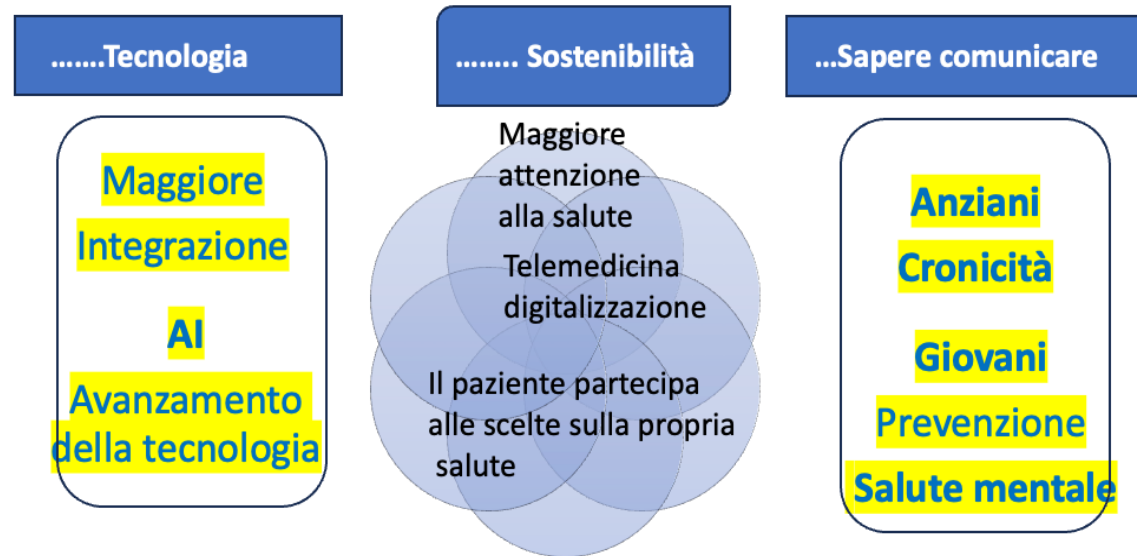 …….Tecnologia
…….. Sostenibilità
…Sapere comunicare
Maggiore
Integrazione
AI
Avanzamento
della tecnologia
Maggiore
attenzione
alla salute
Telemedicina
digitalizzazione
Il paziente partecipa
alle scelte sulla propria
salute
Anziani
Cronicità
Giovani
Prevenzione
Salute mentale